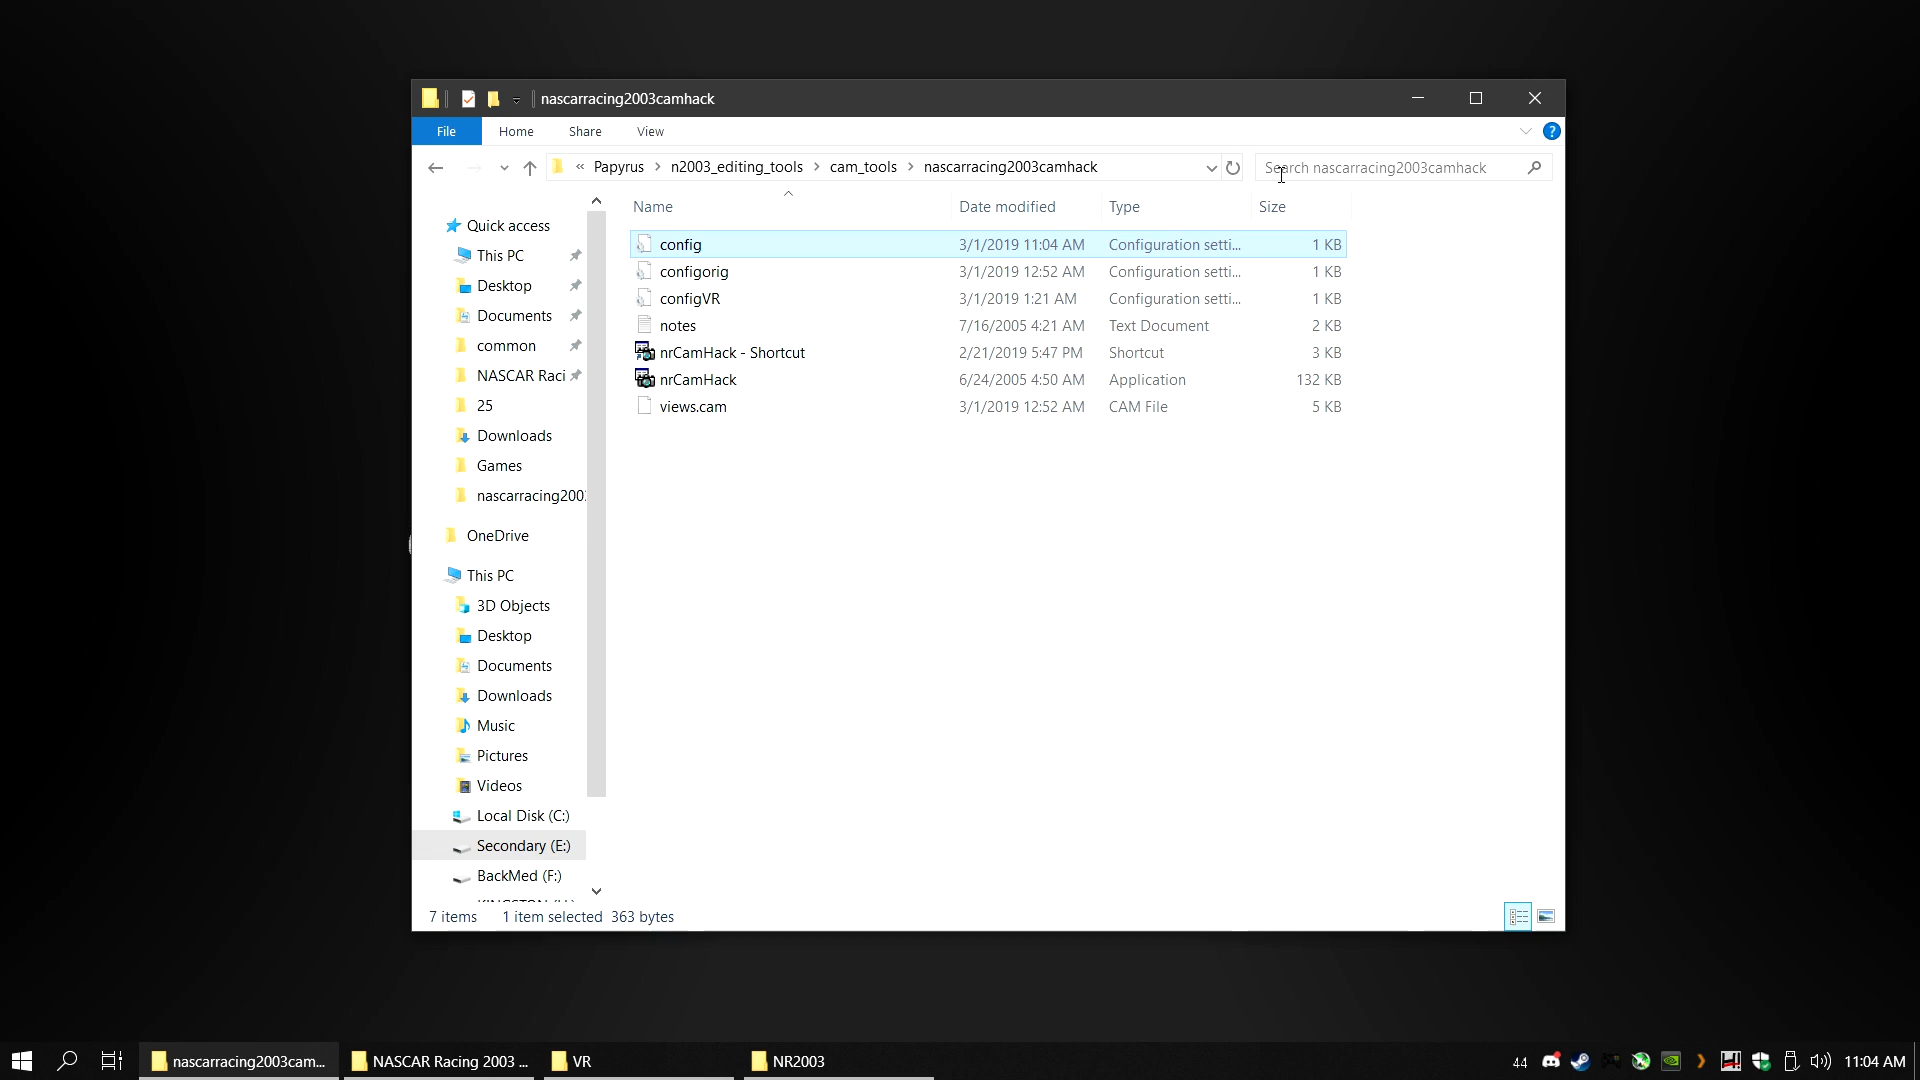 nascarracing2003camhack
File Home Share View
« Papyrus > n2003_editing_tools > cam_tools > nascarracing2003camhack
Search nascarracing2003camhack
Name Date modified Type Size
config 3/1/2019 11:04 AM Configuration setti... 1 KB
configorig 3/1/2019 12:52 AM Configuration setti... 1 KB
configVR 3/1/2019 1:21 AM Configuration setti... 1 KB
notes 7/16/2005 4:21 AM Text Document 2 KB
nrCamHack - Shortcut 2/21/2019 5:47 PM Shortcut 3 KB
nrCamHack 6/24/2005 4:50 AM Application 132 KB
views.cam 3/1/2019 12:52 AM CAM File 5 KB
Quick access
This PC
Desktop
Documents
common
NASCAR Raci
25
Downloads
Games
nascarracing200
OneDrive
This PC
3D Objects
Desktop
Documents
Downloads
Music
Pictures
Videos
Local Disk (C:)
Secondary (E:)
BackMed (F:)
7 items 1 item selected 363 bytes
nascarracing2003cam... NASCAR Racing 2003 ... VR NR2003 44 11:04 AM